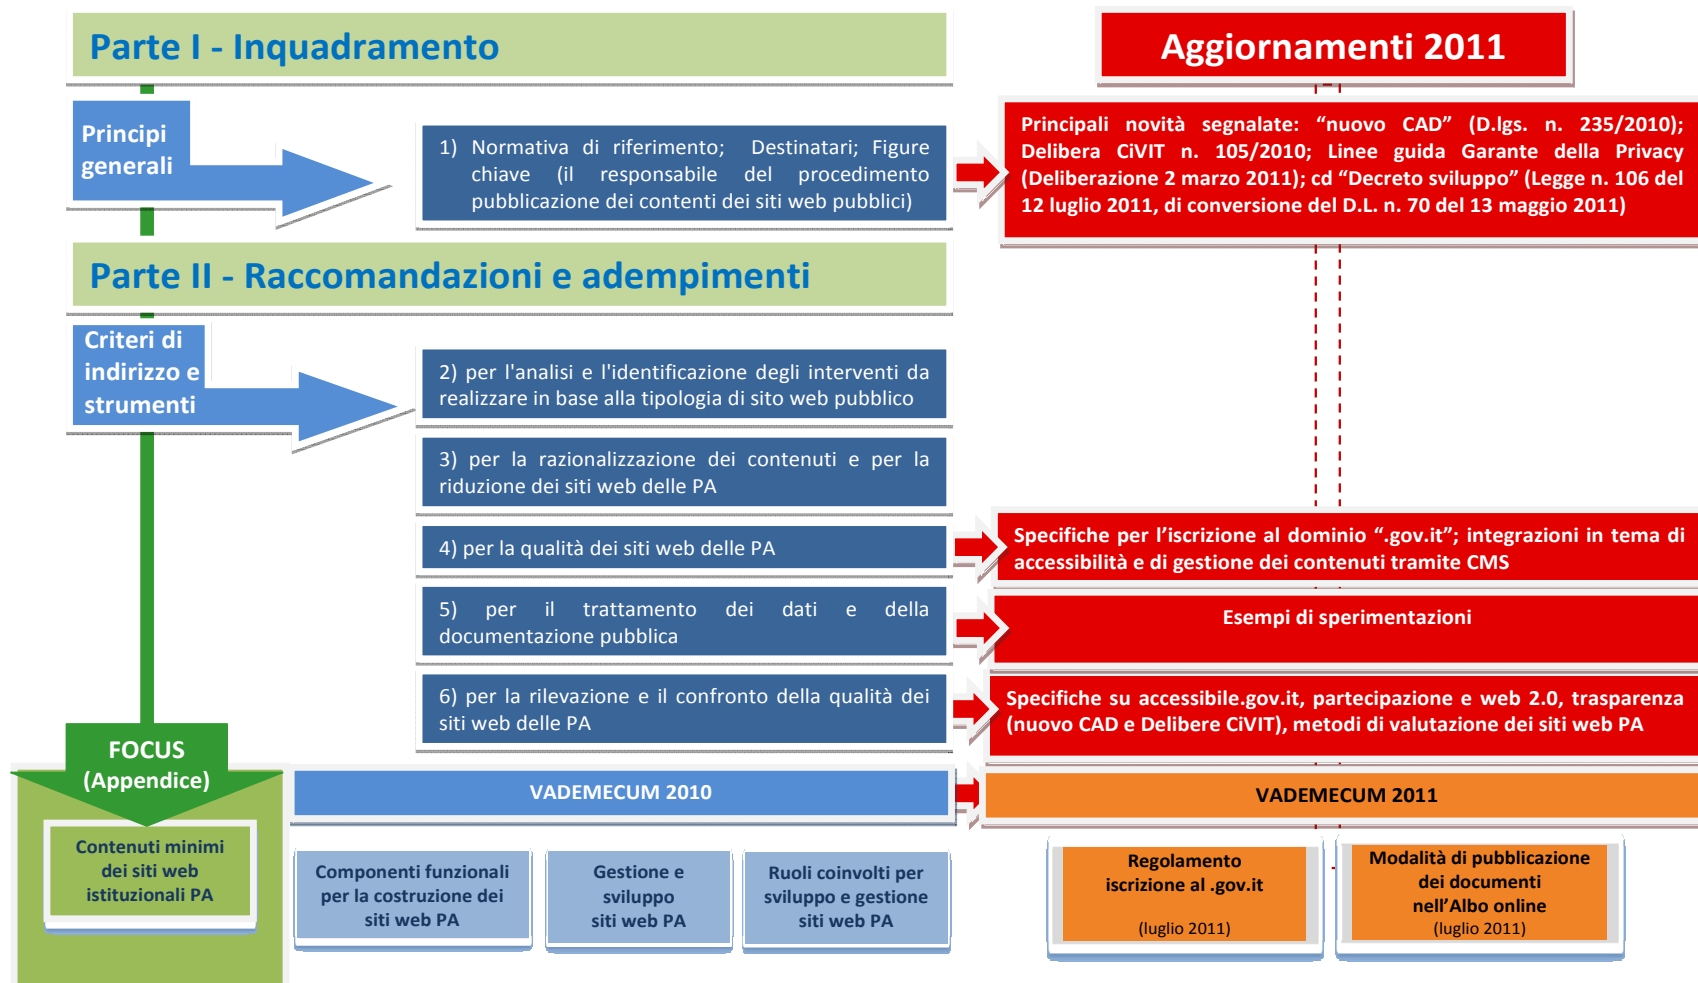 Parte I - Inquadramento
Aggiornamenti 2011
Principi
generali
1) Normativa di riferimento; Destinatari; Figure
chiave (il responsabile del procedimento
pubblicazione dei contenti dei siti web pubblici)
Principali novità segnalate: “nuovo CAD” (D.lgs. n. 235/2010);
Delibera CiVIT n. 105/2010; Linee guida Garante della Privacy
(Deliberazione 2 marzo 2011); cd “Decreto sviluppo” (Legge n. 106 del
12 luglio 2011, di conversione del D.L. n. 70 del 13 maggio 2011)
Parte II - Raccomandazioni e adempimenti
Criteri di
indirizzo e
strumenti
2) per l'analisi e l'identificazione degli interventi da
realizzare in base alla tipologia di sito web pubblico
3) per la razionalizzazione dei contenuti e per la
riduzione dei siti web delle PA
4) per la qualità dei siti web delle PA
Specifiche per l’iscrizione al dominio “.gov.it”; integrazioni in tema di
accessibilità e di gestione dei contenuti tramite CMS
5) per il trattamento dei dati e della
documentazione pubblica
Esempi di sperimentazioni
6) per la rilevazione e il confronto della qualità dei
siti web delle PA
Specifiche su accessibile.gov.it, partecipazione e web 2.0, trasparenza
(nuovo CAD e Delibere CiVIT), metodi di valutazione dei siti web PA
FOCUS
(Appendice)
VADEMECUM 2010
VADEMECUM 2011
Contenuti minimi
dei siti web
istituzionali PA
Componenti funzionali
per la costruzione dei
siti web PA
Gestione e
sviluppo
siti web PA
Ruoli coinvolti per
sviluppo e gestione
siti web PA
Regolamento
iscrizione al .gov.it
(luglio 2011)
Modalità di pubblicazione
dei documenti
nell’Albo online
(luglio 2011)